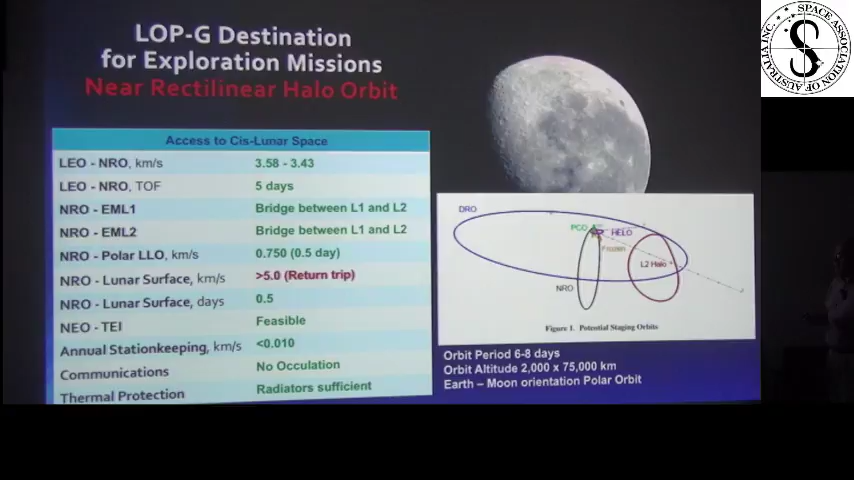 LOP-G Destination
for Exploration Missions
Near Rectilinear Halo Orbit
Access to Cis-Lunar Space
LEO - NRO, km/s 3.58 - 3.43
LEO - NRO, TOF 5 days
NRO - EML1 Bridge between L1 and L2
NRO - EML2 Bridge between L1 and L2
NRO - Polar LLO, km/s 0.750 (0.5 day)
NRO - Lunar Surface, km/s >5.0 (Return trip)
NRO - Lunar Surface, days 0.5
NEO - TEI Feasible
Annual Stationkeeping, km/s <0.010
Communications No Occulation
Thermal Protection Radiators sufficient
DRO
PCO
HELO
Frozen
L2 Halo
NRO
Figure 1. Potential Staging Orbits
Orbit Period 6-8 days
Orbit Altitude 2,000 x 75,000 km
Earth – Moon orientation Polar Orbit
SPACE ASSOCIATION OF AUSTRALIA INC.
S